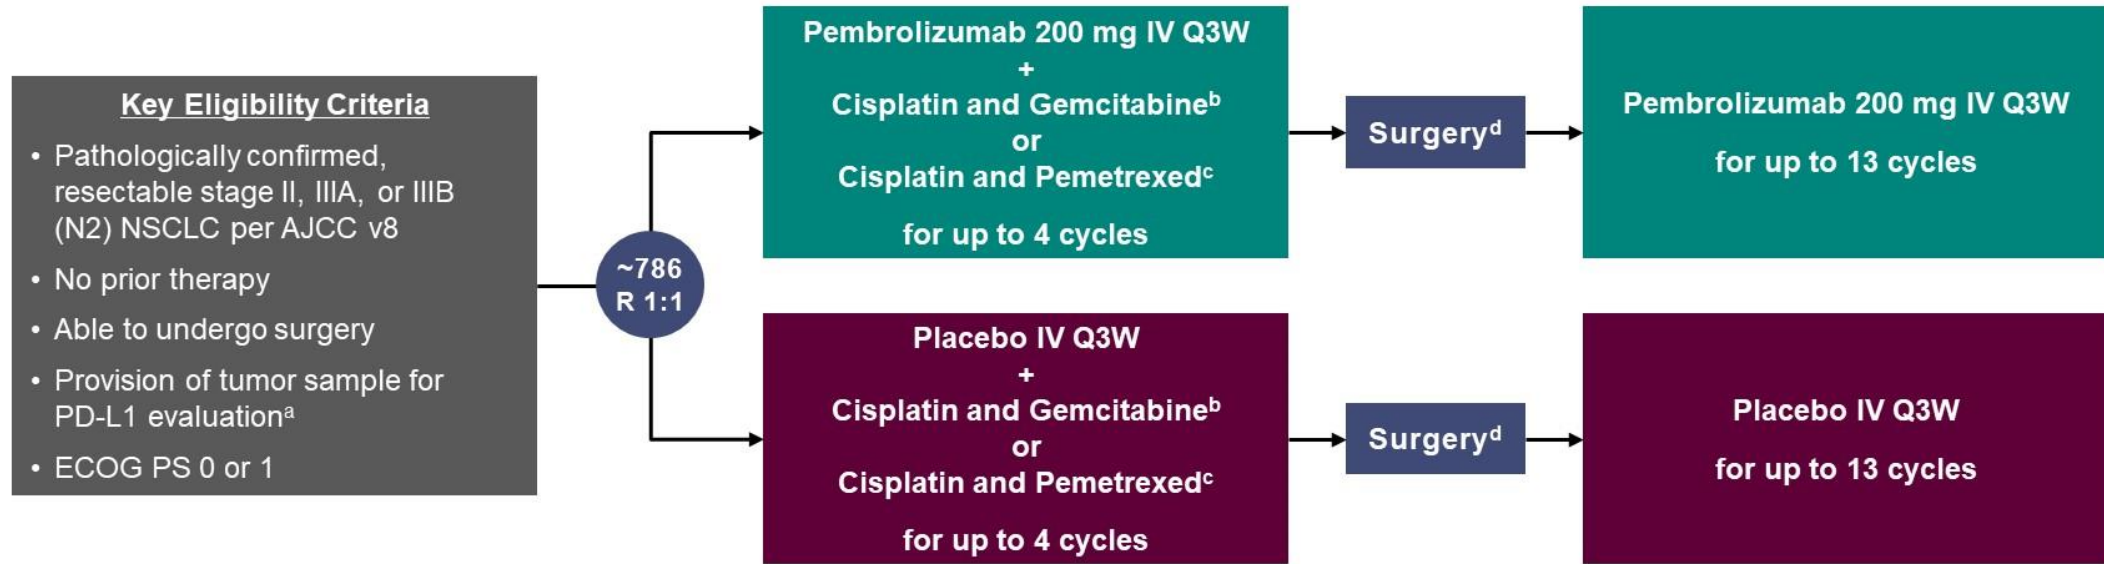 Key Eligibility Criteria
• Pathologically confirmed,
resectable stage II, IIIA, or IIIB
(N2) NSCLC per AJCC v8
• No prior therapy
• Able to undergo surgery
• Provision of tumor sample for
PD-L1 evaluationᵃ
• ECOG PS 0 or 1
~786
R 1:1
Pembrolizumab 200 mg IV Q3W
+
Cisplatin and Gemcitabineᵇ
or
Cisplatin and Pemetrexedᶜ
for up to 4 cycles
Surgeryᵈ
Pembrolizumab 200 mg IV Q3W
for up to 13 cycles
Placebo IV Q3W
+
Cisplatin and Gemcitabineᵇ
or
Cisplatin and Pemetrexedᶜ
for up to 4 cycles
Surgeryᵈ
Placebo IV Q3W
for up to 13 cycles